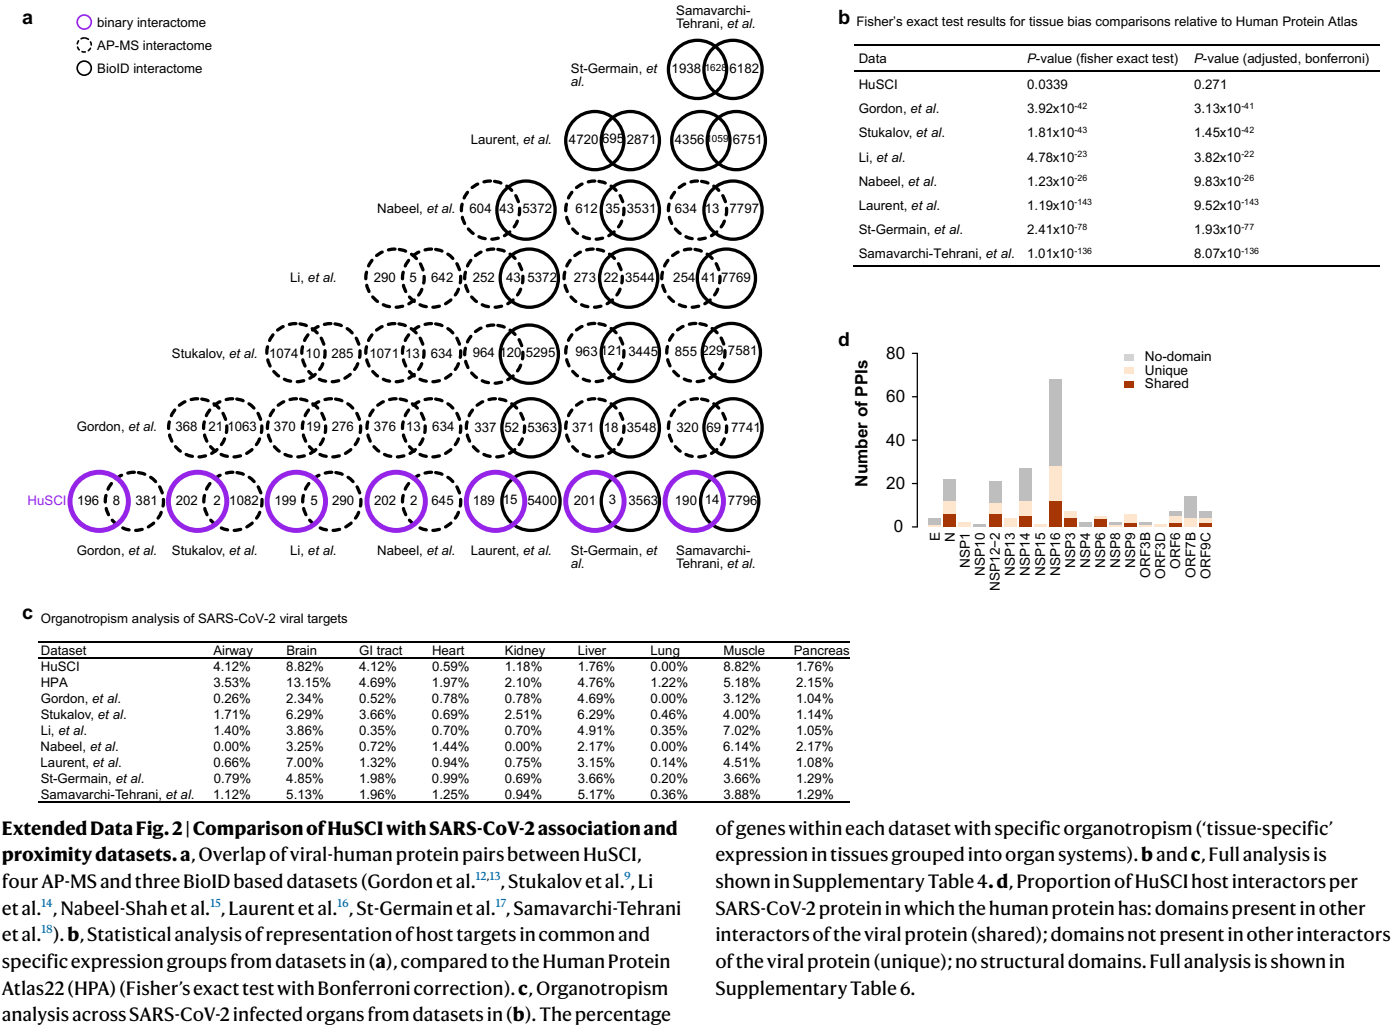 a
binary interactome
AP-MS interactome
BioID interactome
Samavarchi-
Tehrani, et al.
St-Germain, et
al.
1938 1628 6182
Laurent, et al.
4720 695 2871 4356 1059 6751
Nabeel, et al.
604 43 5372 612 35 3531 634 13 7797
Li, et al.
290 5 642 252 43 5372 273 22 3544 254 41 7769
Stukalov, et al.
1074 10 285 1071 13 634 964 120 5295 963 121 3445 855 229 7581
Gordon, et al.
368 21 1063 370 19 276 376 13 634 337 52 5363 371 18 3548 320 69 7741
HuSCI
196 8 381 202 2 1082 199 5 290 202 2 645 189 15 5400 201 3 3563 190 14 7796
Gordon, et al. Stukalov, et al. Li, et al. Nabeel, et al. Laurent, et al. St-Germain, et al. Samavarchi-Tehrani, et al.
b Fisher's exact test results for tissue bias comparisons relative to Human Protein Atlas
Data P-value (fisher exact test) P-value (adjusted, bonferroni)
HuSCI 0.0339 0.271
Gordon, et al. 3.92x10⁻⁴² 3.13x10⁻⁴¹
Stukalov, et al. 1.81x10⁻⁴³ 1.45x10⁻⁴²
Li, et al. 4.78x10⁻²³ 3.82x10⁻²²
Nabeel, et al. 1.23x10⁻²⁶ 9.83x10⁻²⁶
Laurent, et al. 1.19x10⁻¹⁴³ 9.52x10⁻¹⁴³
St-Germain, et al. 2.41x10⁻⁷⁸ 1.93x10⁻⁷⁷
Samavarchi-Tehrani, et al. 1.01x10⁻¹³⁶ 8.07x10⁻¹³⁶
d
Number of PPIs
80
60
40
20
0
No-domain
Unique
Shared
E N NSP1 NSP10 NSP12-2 NSP13 NSP14 NSP15 NSP16 NSP3 NSP4 NSP6 NSP8 NSP9 ORF3B ORF3D ORF6 ORF7B ORF9C
c Organotropism analysis of SARS-CoV-2 viral targets
Dataset Airway Brain GI tract Heart Kidney Liver Lung Muscle Pancreas
HuSCI 4.12% 8.82% 4.12% 0.59% 1.18% 1.76% 0.00% 8.82% 1.76%
HPA 3.53% 13.15% 4.69% 1.97% 2.10% 4.76% 1.22% 5.18% 2.15%
Gordon, et al. 0.26% 2.34% 0.52% 0.78% 0.78% 4.69% 0.00% 3.12% 1.04%
Stukalov, et al. 1.71% 6.29% 3.66% 0.69% 2.51% 6.29% 0.46% 4.00% 1.14%
Li, et al. 1.40% 3.86% 0.35% 0.70% 0.70% 4.91% 0.35% 7.02% 1.05%
Nabeel, et al. 0.00% 3.25% 0.72% 1.44% 0.00% 2.17% 0.00% 6.14% 2.17%
Laurent, et al. 0.66% 7.00% 1.32% 0.94% 0.75% 3.15% 0.14% 4.51% 1.08%
St-Germain, et al. 0.79% 4.85% 1.98% 0.99% 0.69% 3.66% 0.20% 3.66% 1.29%
Samavarchi-Tehrani, et al. 1.12% 5.13% 1.96% 1.25% 0.94% 5.17% 0.36% 3.88% 1.29%
Extended Data Fig. 2 | Comparison of HuSCI with SARS-CoV-2 association and
proximity datasets. a, Overlap of viral-human protein pairs between HuSCI,
four AP-MS and three BioID based datasets (Gordon et al.¹²,¹³, Stukalov et al.⁹, Li
et al.¹⁴, Nabeel-Shah et al.¹⁵, Laurent et al.¹⁶, St-Germain et al.¹⁷, Samavarchi-Tehrani
et al.¹⁸). b, Statistical analysis of representation of host targets in common and
specific expression groups from datasets in (a), compared to the Human Protein
Atlas22 (HPA) (Fisher's exact test with Bonferroni correction). c, Organotropism
analysis across SARS-CoV-2 infected organs from datasets in (b). The percentage
of genes within each dataset with specific organotropism ('tissue-specific'
expression in tissues grouped into organ systems). b and c, Full analysis is
shown in Supplementary Table 4. d, Proportion of HuSCI host interactors per
SARS-CoV-2 protein in which the human protein has: domains present in other
interactors of the viral protein (shared); domains not present in other interactors
of the viral protein (unique); no structural domains. Full analysis is shown in
Supplementary Table 6.